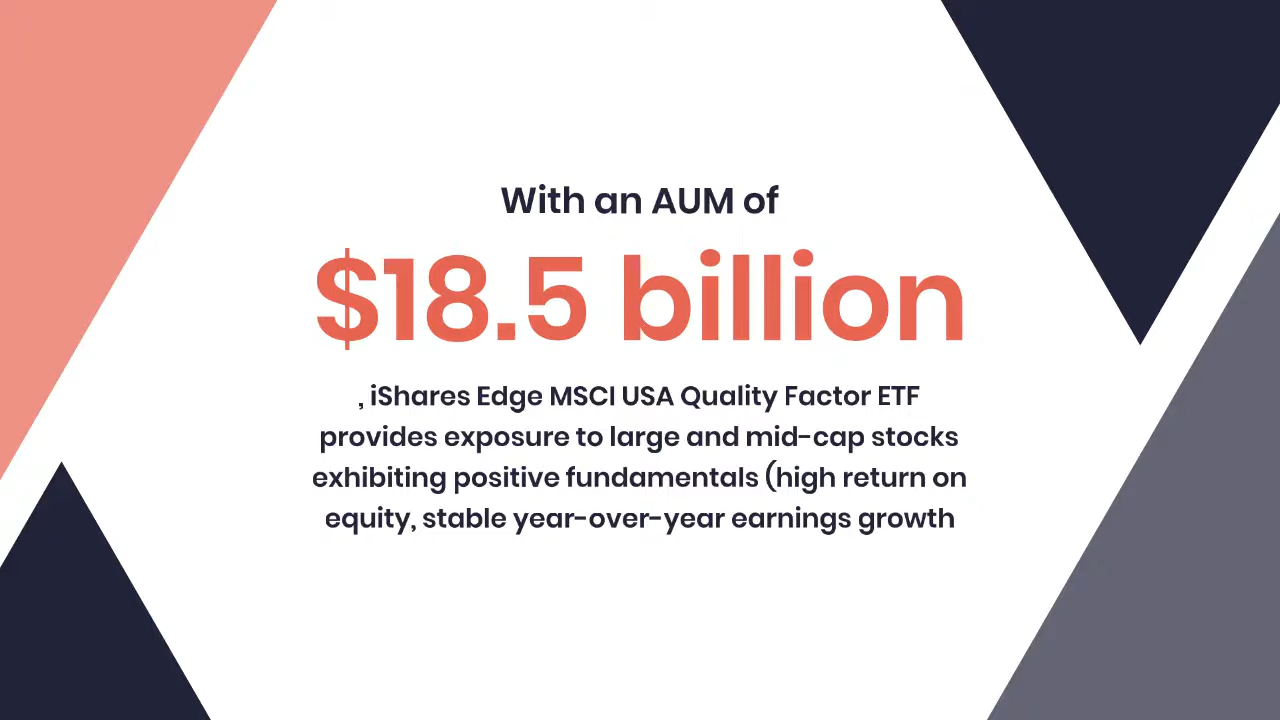 With an AUM of
$18.5 billion
, iShares Edge MSCI USA Quality Factor ETF
provides exposure to large and mid-cap stocks
exhibiting positive fundamentals (high return on
equity, stable year-over-year earnings growth